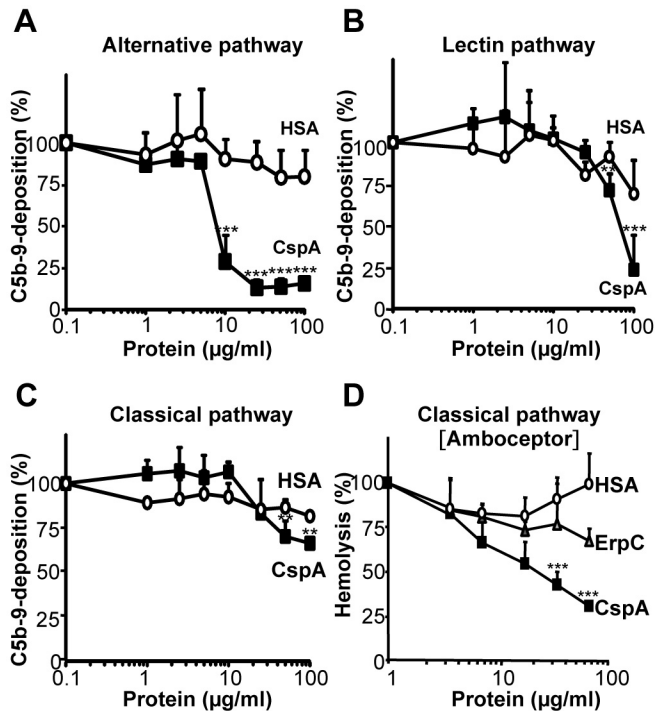 A
Alternative pathway
C5b-9-deposition (%)
100
75
50
25
0
HSA
***
CspA
*** *** ***
0.1 1 10 100
Protein (µg/ml)
B
Lectin pathway
C5b-9-deposition (%)
100
75
50
25
0
HSA
**
***
CspA
0.1 1 10 100
Protein (µg/ml)
C
Classical pathway
C5b-9-deposition (%)
100
75
50
25
0
HSA
**
**
CspA
0.1 1 10 100
Protein (µg/ml)
D
Classical pathway
[Amboceptor]
Hemolysis (%)
100
75
50
25
0
HSA
ErpC
***
***
CspA
1 10 100
Protein (µg/ml)